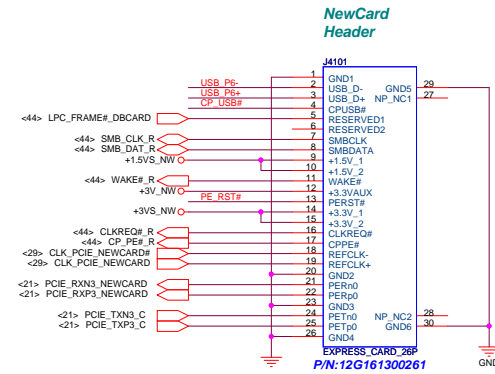 NewCard
Header
J4101
1 GND1
USB_P6- 2 USB_D- GND5 29
USB_P6+ 3 USB_D+ NP_NC1 27
CP_USB# 4 CPUSB#
<44> LPC_FRAME#_DBCARD 5 RESERVED1
6 RESERVED2
<44> SMB_CLK_R 7 SMBCLK
<44> SMB_DAT_R 8 SMBDATA
+1.5VS_NW 9 +1.5V_1
10 +1.5V_2
<44> WAKE#_R 11 WAKE#
+3V_NW 12 +3.3VAUX
PE_RST# 13 PERST#
+3VS_NW 14 +3.3V_1
15 +3.3V_2
<44> CLKREQ#_R 16 CLKREQ#
<44> CP_PE#_R 17 CPPE#
<29> CLK_PCIE_NEWCARD# 18 REFCLK-
<29> CLK_PCIE_NEWCARD 19 REFCLK+
20 GND2
<21> PCIE_RXN3_NEWCARD 21 PERn0
<21> PCIE_RXP3_NEWCARD 22 PERp0
23 GND3
<21> PCIE_TXN3_C 24 PETn0 NP_NC2 28
<21> PCIE_TXP3_C 25 PETp0 GND6 30
26 GND4
EXPRESS_CARD_26P
P/N:12G161300261
GND